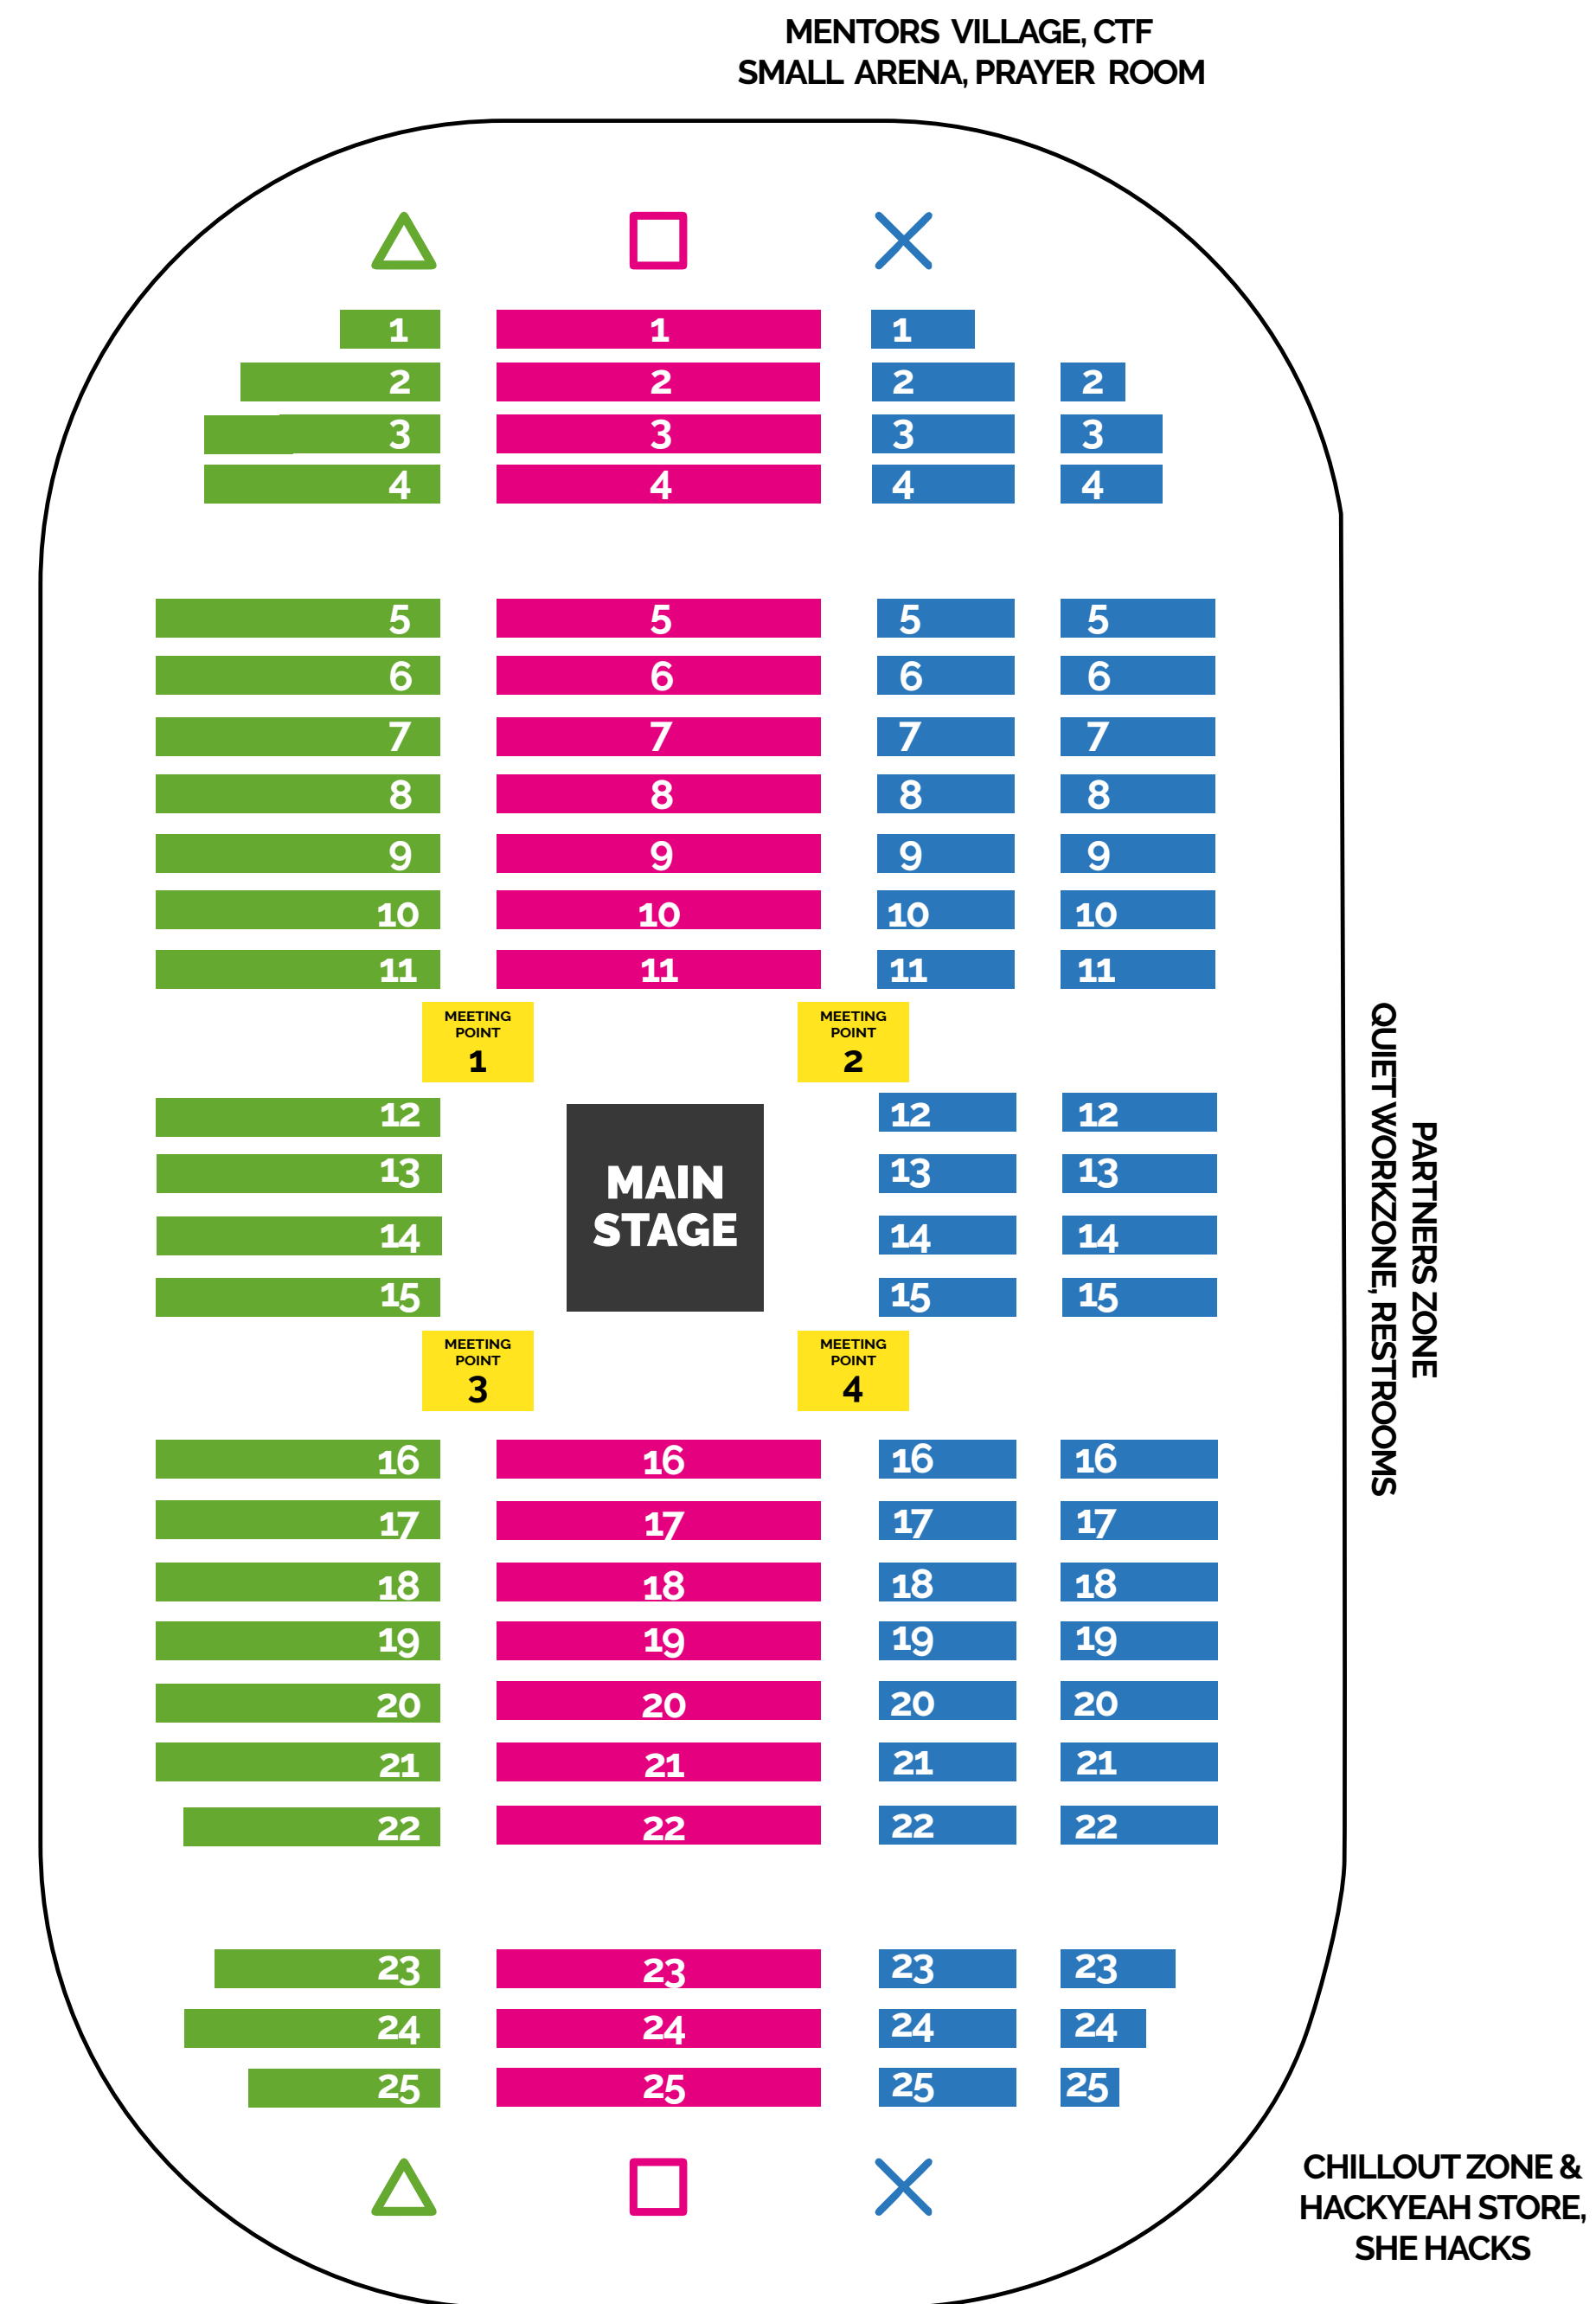 MENTORS VILLAGE, CTF
SMALL ARENA, PRAYER ROOM
1 1 1
2 2 2 2
3 3 3 3
4 4 4 4
5 5 5 5
6 6 6 6
7 7 7 7
8 8 8 8
9 9 9 9
10 10 10 10
11 11 11 11
MEETING
POINT
1
MEETING
POINT
2
12 12 12
13 13 13
14 14 14
15 15 15
MAIN
STAGE
MEETING
POINT
3
MEETING
POINT
4
PARTNERS ZONE
QUIET WORKZONE, RESTROOMS
16 16 16 16
17 17 17 17
18 18 18 18
19 19 19 19
20 20 20 20
21 21 21 21
22 22 22 22
23 23 23 23
24 24 24 24
25 25 25 25
CHILLOUT ZONE &
HACKYEAH STORE,
SHE HACKS